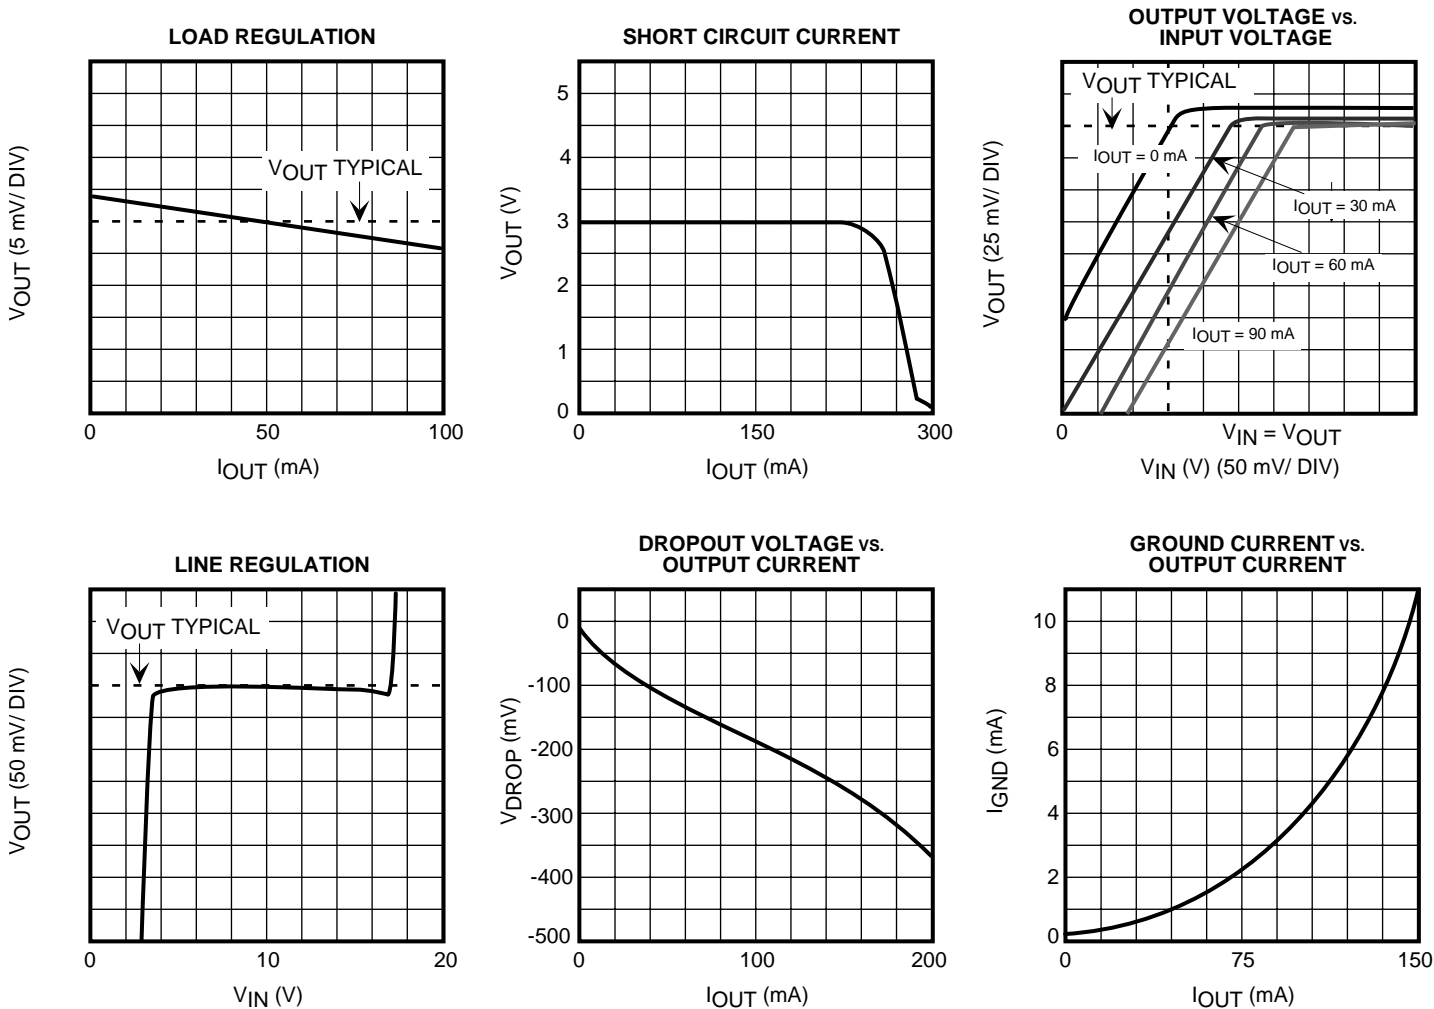 LOAD REGULATION
VOUT (5 mV/ DIV)
VOUT TYPICAL
0 50 100
IOUT (mA)
SHORT CIRCUIT CURRENT
VOUT (V)
5
4
3
2
1
0
0 150 300
IOUT (mA)
OUTPUT VOLTAGE VS.
INPUT VOLTAGE
VOUT (25 mV/ DIV)
VOUT TYPICAL
IOUT = 0 mA
IOUT = 30 mA
IOUT = 60 mA
IOUT = 90 mA
0 VIN = VOUT
VIN (V) (50 mV/ DIV)
LINE REGULATION
VOUT (50 mV/ DIV)
VOUT TYPICAL
0 10 20
VIN (V)
DROPOUT VOLTAGE VS.
OUTPUT CURRENT
VDROP (mV)
0
-100
-200
-300
-400
-500
0 100 200
IOUT (mA)
GROUND CURRENT VS.
OUTPUT CURRENT
IGND (mA)
10
8
6
4
2
0
0 75 150
IOUT (mA)